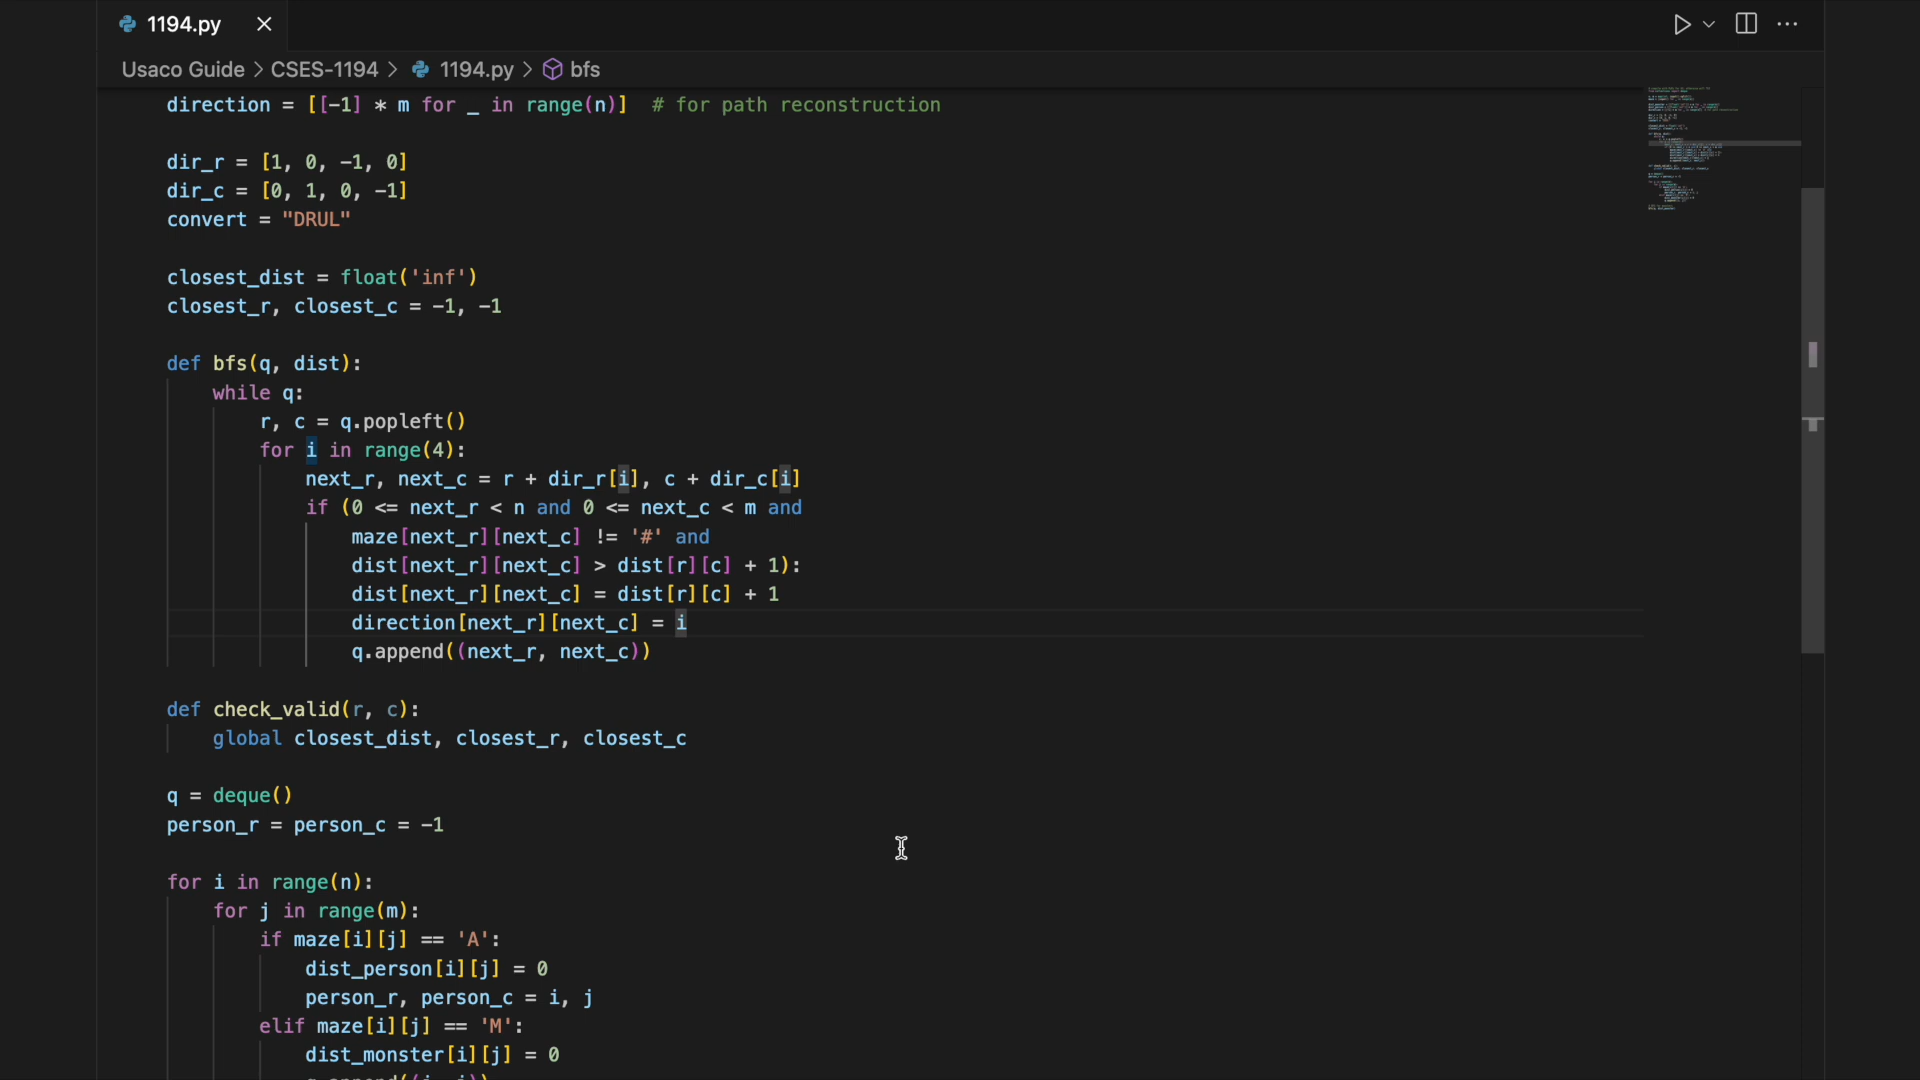 1194.py
Usaco Guide > CSES-1194 > 1194.py > bfs
direction = [[-1] * m for _ in range(n)]  # for path reconstruction
dir_r = [1, 0, -1, 0]
dir_c = [0, 1, 0, -1]
convert = "DRUL"
closest_dist = float('inf')
closest_r, closest_c = -1, -1
def bfs(q, dist):
    while q:
        r, c = q.popleft()
        for i in range(4):
            next_r, next_c = r + dir_r[i], c + dir_c[i]
            if (0 <= next_r < n and 0 <= next_c < m and
                maze[next_r][next_c] != '#' and
                dist[next_r][next_c] > dist[r][c] + 1):
                dist[next_r][next_c] = dist[r][c] + 1
                direction[next_r][next_c] = i
                q.append((next_r, next_c))
def check_valid(r, c):
    global closest_dist, closest_r, closest_c
q = deque()
person_r = person_c = -1
for i in range(n):
    for j in range(m):
        if maze[i][j] == 'A':
            dist_person[i][j] = 0
            person_r, person_c = i, j
        elif maze[i][j] == 'M':
            dist_monster[i][j] = 0